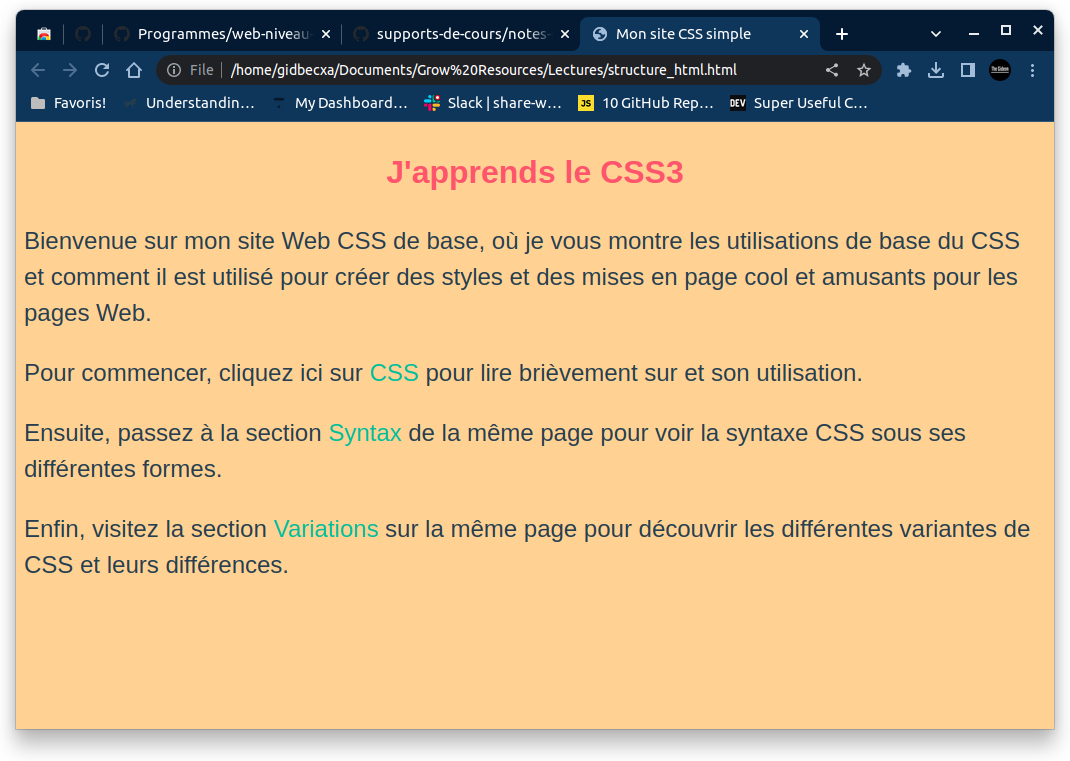 Programmes/web-niveau-
supports-de-cours/notes-
Mon site CSS simple
File
/home/gidbecxa/Documents/Grow%20Resources/Lectures/structure_html.html
Favoris!
Understandin…
My Dashboard…
Slack | share-w…
JS
10 GitHub Rep…
DEV
Super Useful C…
J'apprends le CSS3
Bienvenue sur mon site Web CSS de base, où je vous montre les utilisations de base du CSS
et comment il est utilisé pour créer des styles et des mises en page cool et amusants pour les
pages Web.
Pour commencer, cliquez ici sur CSS pour lire brièvement sur et son utilisation.
Ensuite, passez à la section Syntax de la même page pour voir la syntaxe CSS sous ses
différentes formes.
Enfin, visitez la section Variations sur la même page pour découvrir les différentes variantes de
CSS et leurs différences.